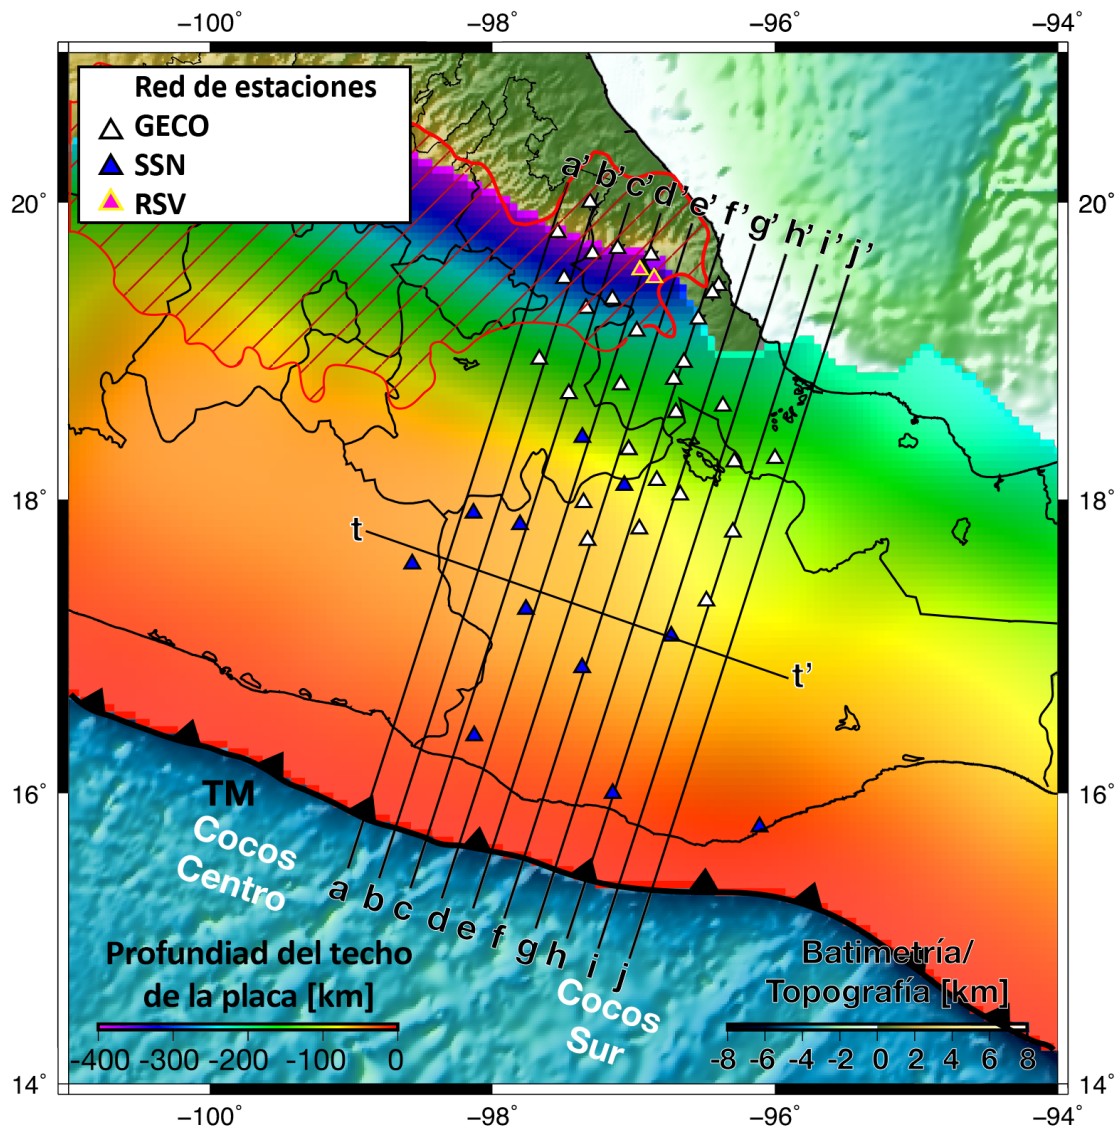 −100˚ −98˚ −96˚ −94˚
Red de estaciones
GECO
SSN
RSV
20˚ 20˚
a' b' c' d' e' f' g' h' i' j'
18˚ 18˚
t
t'
16˚ 16˚
TM
Cocos
Centro
a b c d e f g h i j
Profundiad del techo
de la placa [km]
-400 -300 -200 -100 0
Cocos
Sur
Batimetría/
Topografía [km]
-8 -6 -4 -2 0 2 4 6 8
14˚ 14˚
−100˚ −98˚ −96˚ −94˚